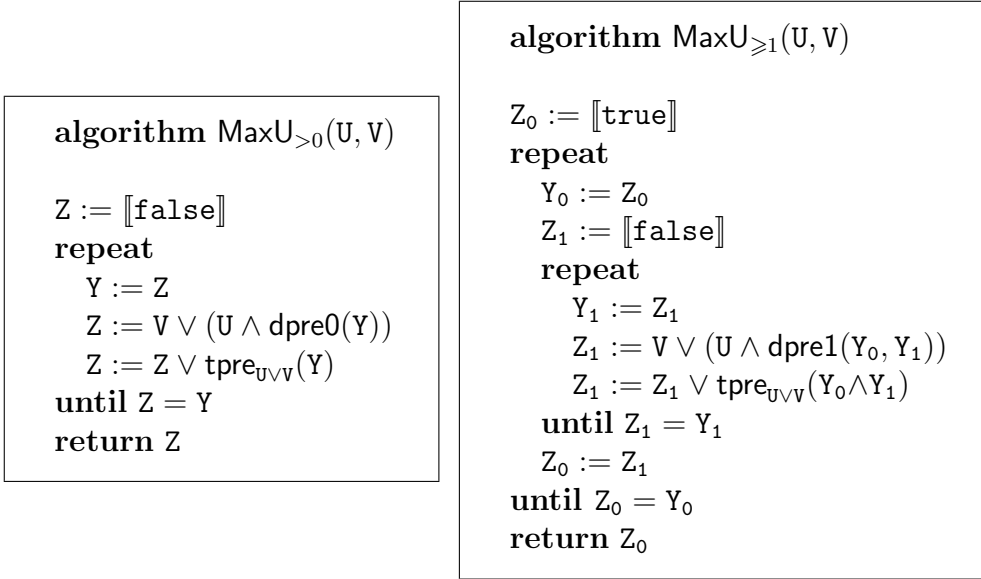 algorithm MaxU>0(U, V)
Z := ⟦false⟧
repeat
Y := Z
Z := V ∨ (U ∧ dpre0(Y))
Z := Z ∨ tpreU∨V(Y)
until Z = Y
return Z
algorithm MaxU⩾1(U, V)
Z0 := ⟦true⟧
repeat
Y0 := Z0
Z1 := ⟦false⟧
repeat
Y1 := Z1
Z1 := V ∨ (U ∧ dpre1(Y0, Y1))
Z1 := Z1 ∨ tpreU∨V(Y0∧Y1)
until Z1 = Y1
Z0 := Z1
until Z0 = Y0
return Z0